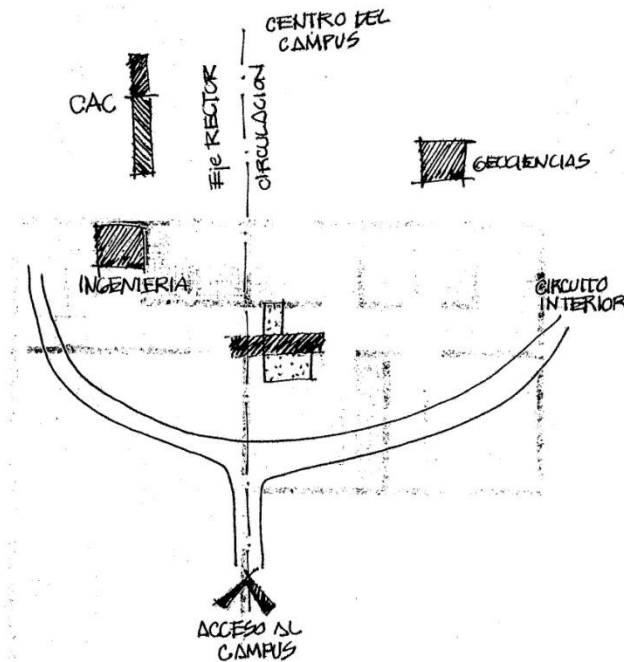 CENTRO DEL
CAMPUS
CAC
Eje RECTOR
CIRCULACION
GEOCIENCIAS
INGENIERIA
CIRCUITO
INTERIOR
ACCESO AL
CAMPUS